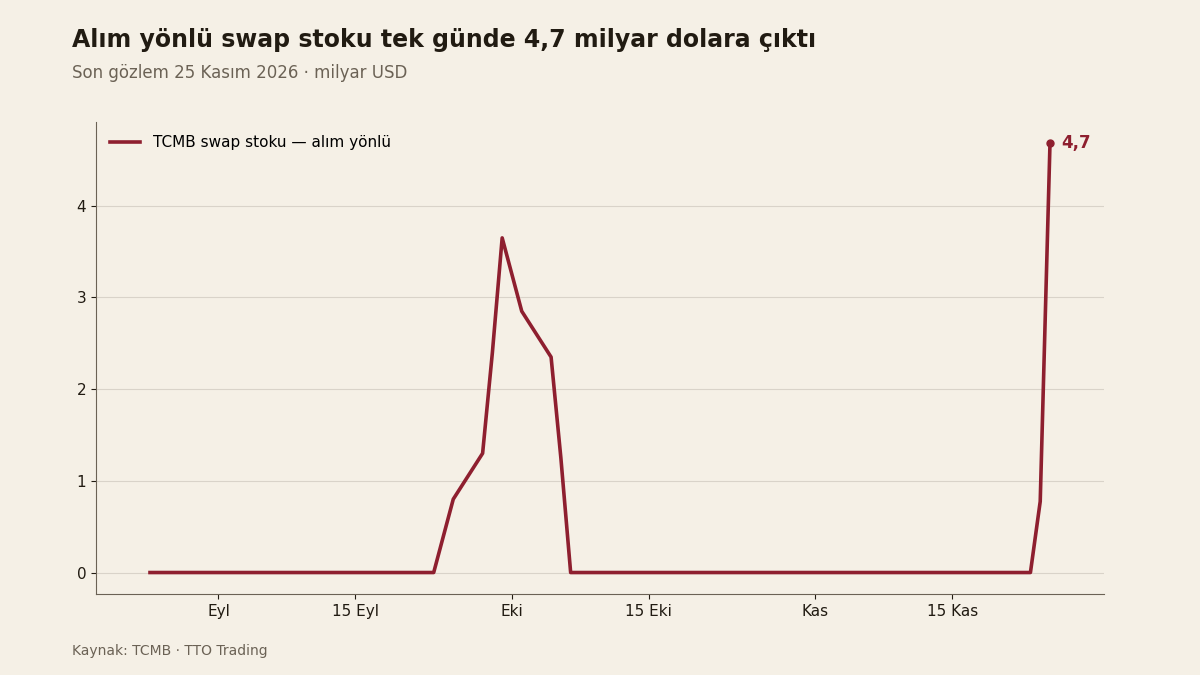 Alım yönlü swap stoku tek günde 4,7 milyar dolara çıktı
Son gözlem 25 Kasım 2026 · milyar USD
TCMB swap stoku — alım yönlü
4,7
4
3
2
1
0
Eyl
15 Eyl
Eki
15 Eki
Kas
15 Kas
Kaynak: TCMB · TTO Trading